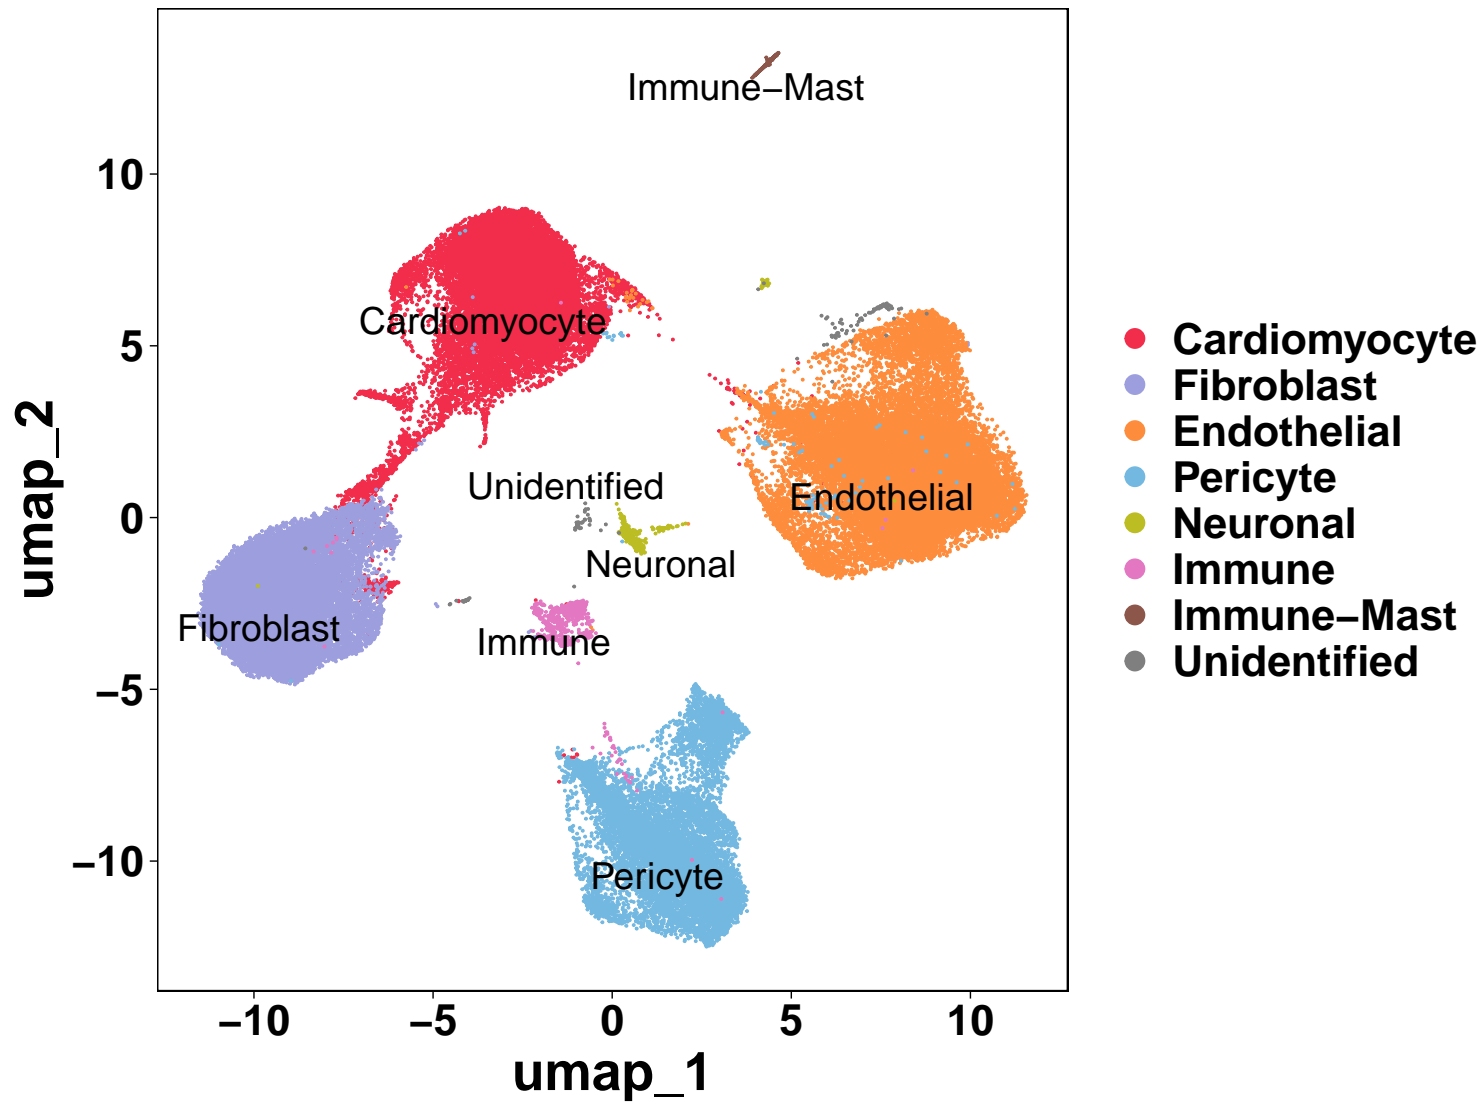 Immune−Mast
Cardiomyocyte
Unidentified
Endothelial
Neuronal
Fibroblast
Immune
Pericyte
10
5
0
−5
−10
umap_2
−10
−5
0
5
10
umap_1
Cardiomyocyte
Fibroblast
Endothelial
Pericyte
Neuronal
Immune
Immune−Mast
Unidentified